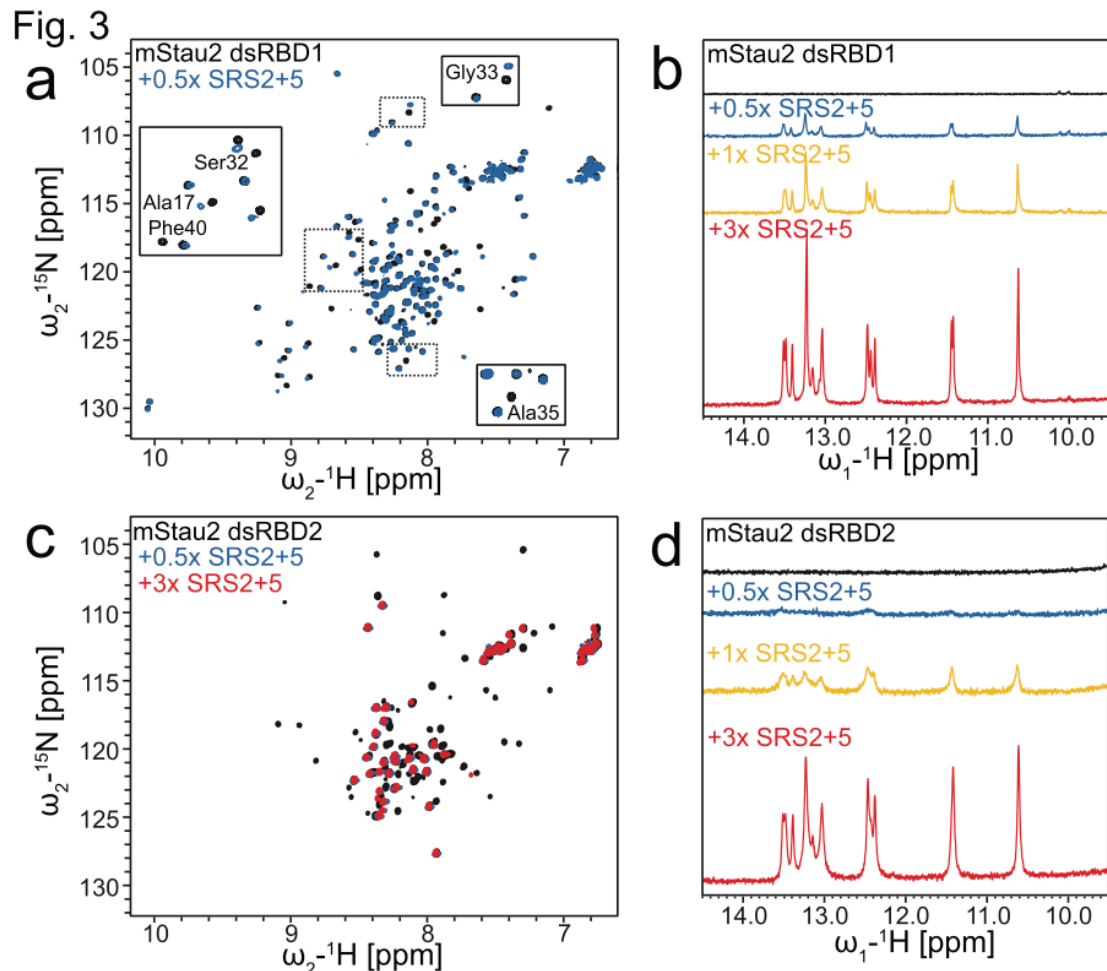 Fig. 3
a
mStau2 dsRBD1
+0.5x SRS2+5
Gly33
Ser32
Ala17
Phe40
Ala35
105
110
115
120
125
130
ω2-15N [ppm]
10
9
8
7
ω2-1H [ppm]
b
mStau2 dsRBD1
+0.5x SRS2+5
+1x SRS2+5
+3x SRS2+5
14.0
13.0
12.0
11.0
10.0
ω1-1H [ppm]
c
mStau2 dsRBD2
+0.5x SRS2+5
+3x SRS2+5
105
110
115
120
125
130
ω2-15N [ppm]
10
9
8
7
ω2-1H [ppm]
d
mStau2 dsRBD2
+0.5x SRS2+5
+1x SRS2+5
+3x SRS2+5
14.0
13.0
12.0
11.0
10.0
ω1-1H [ppm]